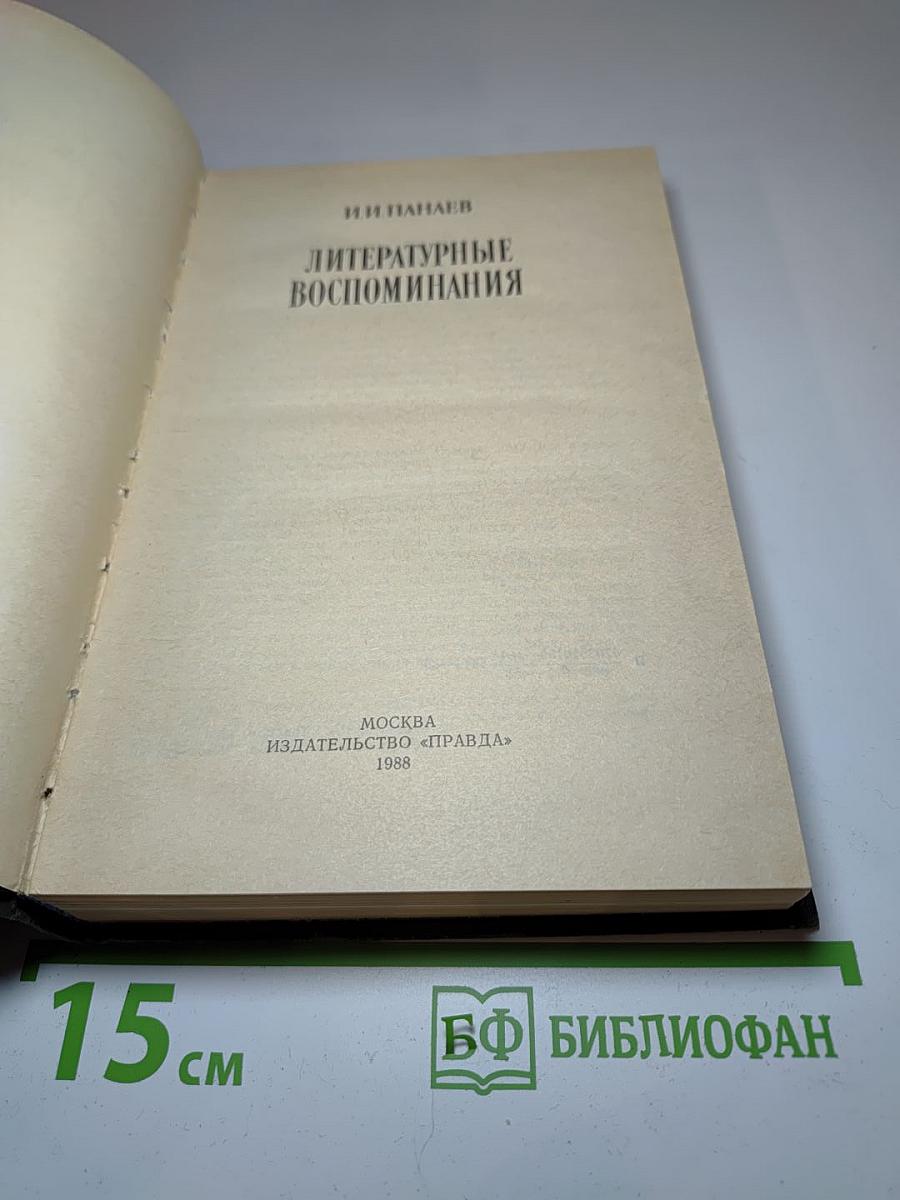 И. И. ПАНАЕВ
ЛИТЕРАТУРНЫЕ
ВОСПОМИНАНИЯ
МОСКВА
ИЗДАТЕЛЬСТВО «ПРАВДА»
1988
15 см
БФ БИБЛИОФАН